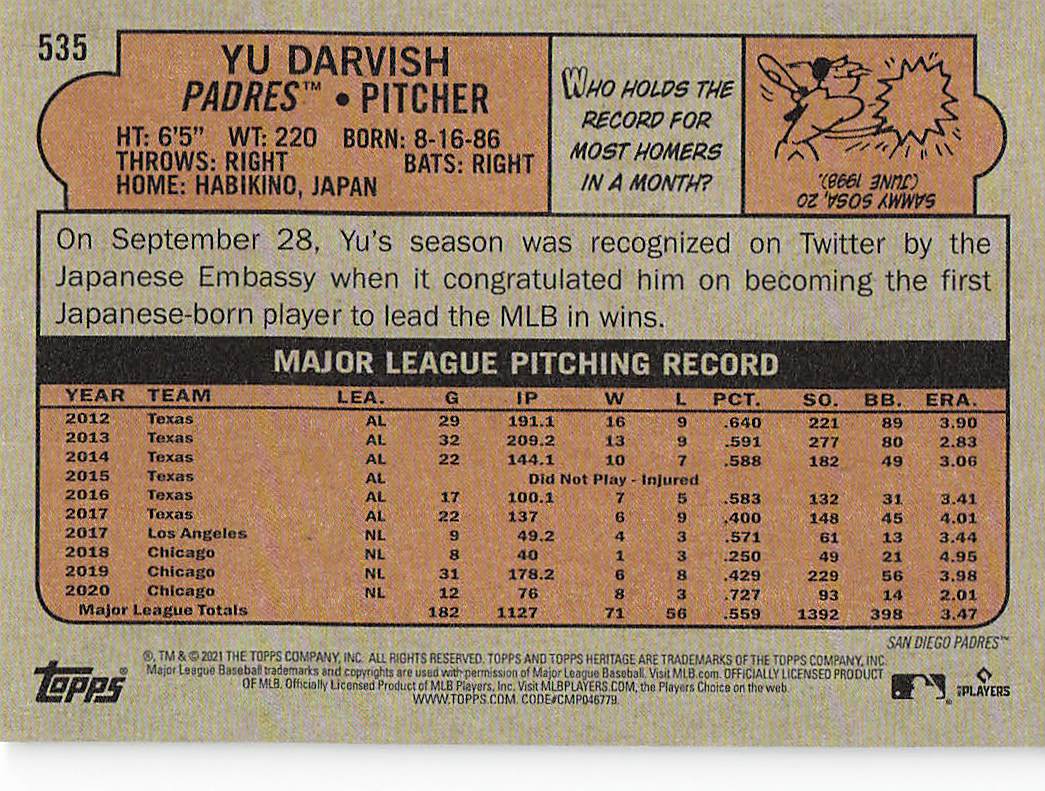 535
YU DARVISH
PADRES™ • PITCHER
HT: 6'5" WT: 220 BORN: 8-16-86
THROWS: RIGHT BATS: RIGHT
HOME: HABIKINO, JAPAN
WHO HOLDS THE
RECORD FOR
MOST HOMERS
IN A MONTH?
SAMMY SOSA, 20
(JUNE 1998).
On September 28, Yu's season was recognized on Twitter by the
Japanese Embassy when it congratulated him on becoming the first
Japanese-born player to lead the MLB in wins.
MAJOR LEAGUE PITCHING RECORD
YEAR TEAM LEA. G IP W L PCT. SO. BB. ERA.
2012 Texas AL 29 191.1 16 9 .640 221 89 3.90
2013 Texas AL 32 209.2 13 9 .591 277 80 2.83
2014 Texas AL 22 144.1 10 7 .588 182 49 3.06
2015 Texas AL Did Not Play - Injured
2016 Texas AL 17 100.1 7 5 .583 132 31 3.41
2017 Texas AL 22 137 6 9 .400 148 45 4.01
2017 Los Angeles NL 9 49.2 4 3 .571 61 13 3.44
2018 Chicago NL 8 40 1 3 .250 49 21 4.95
2019 Chicago NL 31 178.2 6 8 .429 229 56 3.98
2020 Chicago NL 12 76 8 3 .727 93 14 2.01
Major League Totals 182 1127 71 56 .559 1392 398 3.47
SAN DIEGO PADRES™
®, TM & © 2021 THE TOPPS COMPANY, INC. ALL RIGHTS RESERVED. TOPPS AND TOPPS HERITAGE ARE TRADEMARKS OF THE TOPPS COMPANY, INC.
Major League Baseball trademarks and copyrights are used with permission of Major League Baseball. Visit MLB.com. OFFICIALLY LICENSED PRODUCT
OF MLB. Officially Licensed Product of MLB Players, Inc. Visit MLBPLAYERS.COM, the Players Choice on the web.
WWW.TOPPS.COM. CODE#CMP046779.
Topps®
MLB PLAYERS